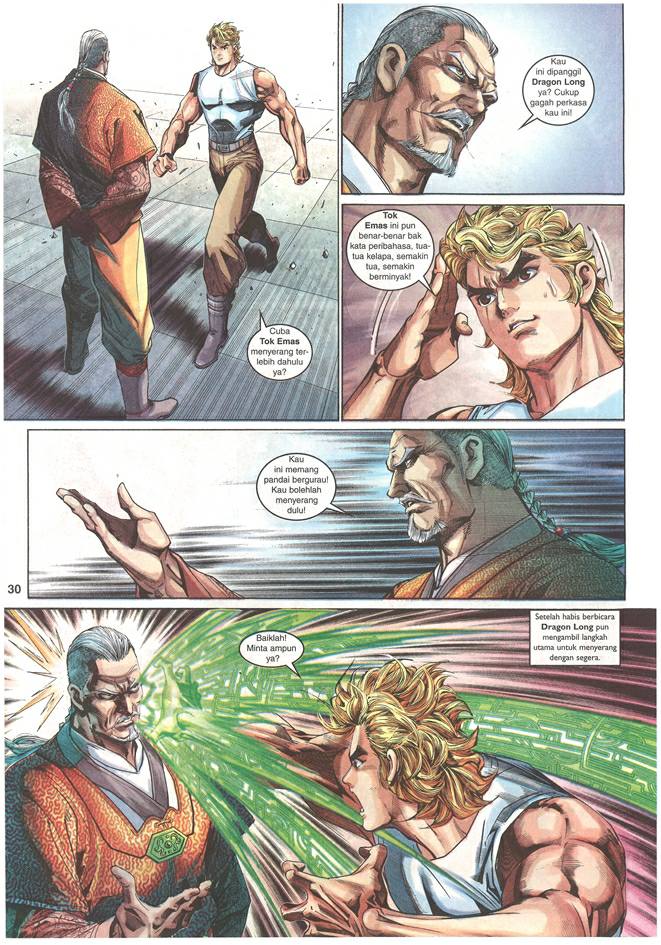 Kau
ini dipanggil
Dragon Long
ya? Cukup
gagah perkasa
kau ini!
Tok
Emas ini pun
benar-benar bak
kata peribahasa, tua-
tua kelapa, semakin
tua, semakin
berminyak!
Cuba
Tok Emas
menyerang ter-
lebih dahulu
ya?
Kau
ini memang
pandai bergurau!
Kau bolehlah
menyerang
dulu!
30
Baiklah!
Minta ampun
ya?
Setelah habis berbicara
Dragon Long pun
mengambil langkah
utama untuk menyerang
dengan segera.